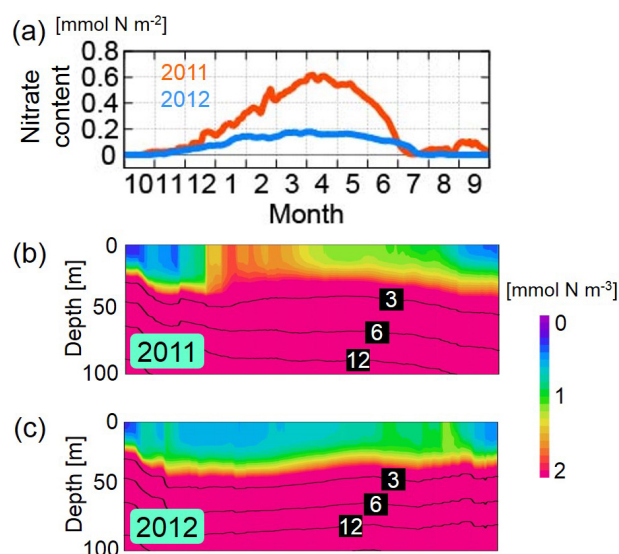 (a) [mmol N m-2]
0.8
0.6
0.4
0.2
0
Nitrate
content
2011
2012
10 11 12 1 2 3 4 5 6 7 8 9
Month
(b)
0
50
100
Depth [m]
3
6
12
2011
[mmol N m-3]
0
1
2
(c)
0
50
100
Depth [m]
3
6
12
2012